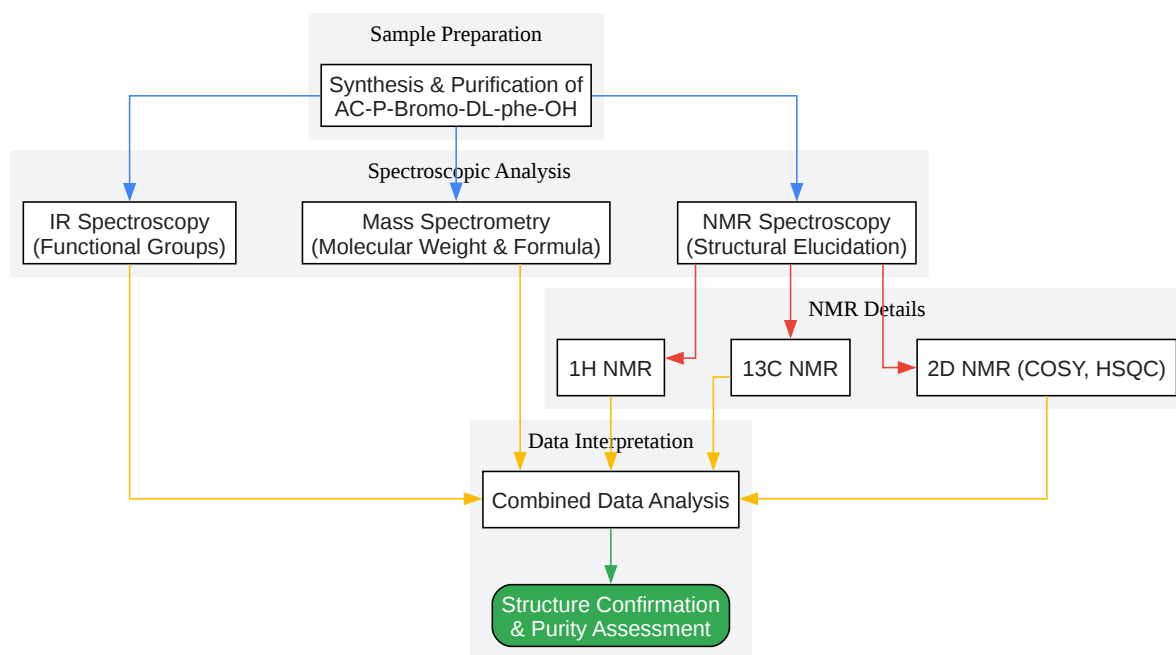 Sample Preparation
Synthesis & Purification of
AC-P-Bromo-DL-phe-OH
Spectroscopic Analysis
IR Spectroscopy
(Functional Groups)
Mass Spectrometry
(Molecular Weight & Formula)
NMR Spectroscopy
(Structural Elucidation)
NMR Details
1H NMR
13C NMR
2D NMR (COSY, HSQC)
Data Interpretation
Combined Data Analysis
Structure Confirmation
& Purity Assessment